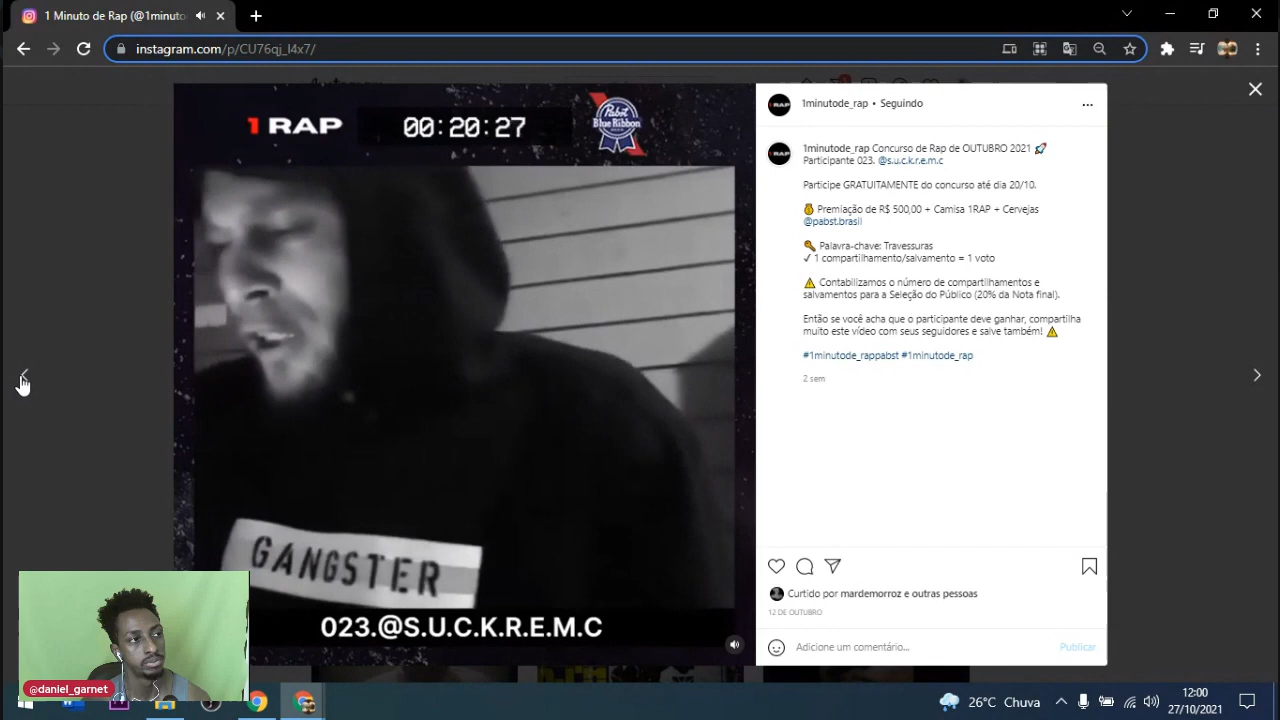 1 Minuto de Rap (@1minuto
instagram.com/p/CU76qj_l4x7/
1 RAP
00:20:27
Pabst
Blue Ribbon
GANGSTER
023.@S.U.C.K.R.E.M.C
@daniel_garnet
1minutode_rap • Seguindo
1minutode_rap Concurso de Rap de OUTUBRO 2021 🚀
Participante 023. @s.u.c.k.r.e.m.c
Participe GRATUITAMENTE do concurso até dia 20/10.
🏅 Premiação de R$ 500,00 + Camisa 1RAP + Cervejas
@pabst.brasil
🔑 Palavra-chave: Travessuras
✓ 1 compartilhamento/salvamento = 1 voto
⚠️ Contabilizamos o número de compartilhamentos e
salvamentos para a Seleção do Público (20% da Nota final).
Então se você acha que o participante deve ganhar, compartilha
muito este vídeo com seus seguidores e salve também! ⚠️
#1minutode_rappabst #1minutode_rap
2 sem
Curtido por mardemorroz e outras pessoas
12 DE OUTUBRO
Adicione um comentário...
Publicar
26°C Chuva
12:00
27/10/2021